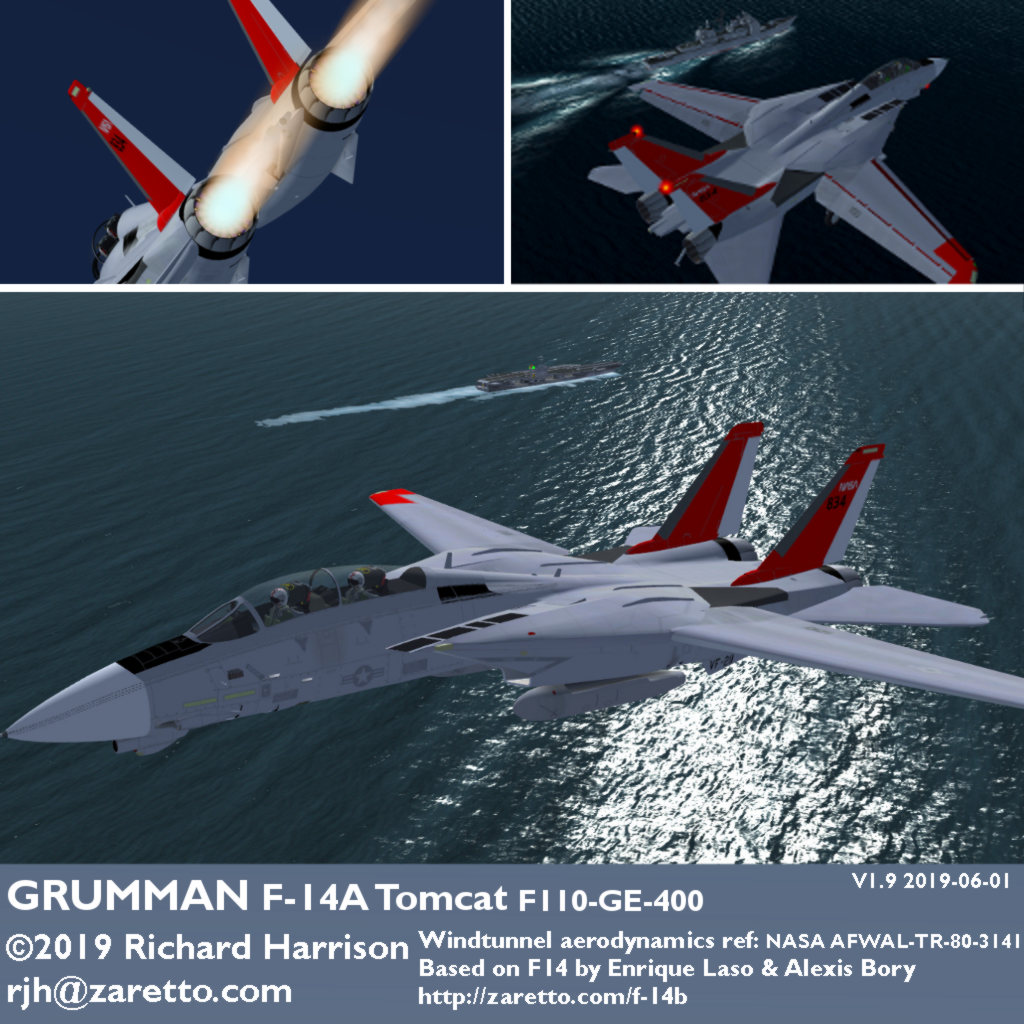 NASA
834
VF-211
GRUMMAN F-14A Tomcat F110-GE-400
V1.9 2019-06-01
©2019 Richard Harrison
rjh@zaretto.com
Windtunnel aerodynamics ref: NASA AFWAL-TR-80-3141
Based on F14 by Enrique Laso & Alexis Bory
http://zaretto.com/f-14b